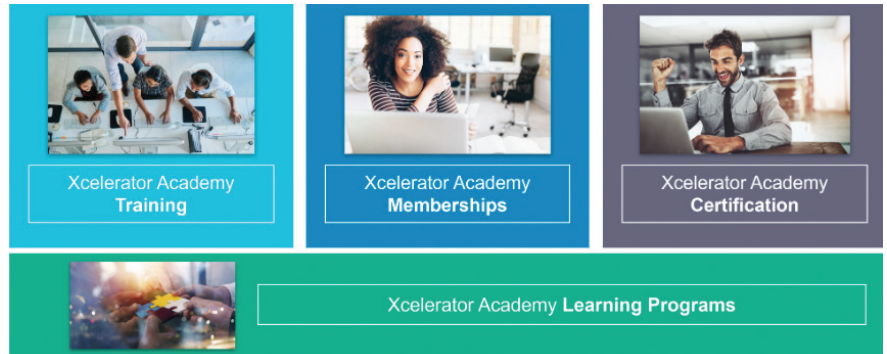 Xcelerator Academy
Training
Xcelerator Academy
Memberships
Xcelerator Academy
Certification
Xcelerator Academy Learning Programs